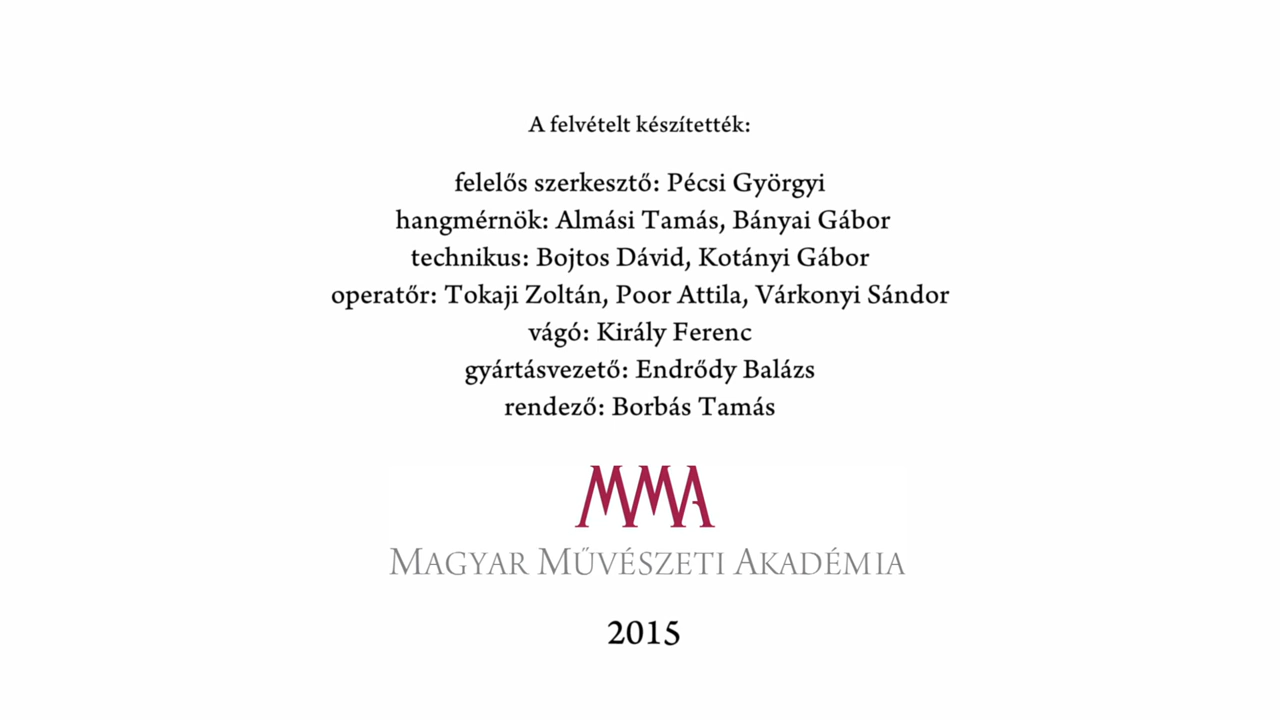 A felvételt készítették:
felelős szerkesztő: Pécsi Györgyi
hangmérnök: Almási Tamás, Bányai Gábor
technikus: Bojtos Dávid, Kotányi Gábor
operatőr: Tokaji Zoltán, Poor Attila, Várkonyi Sándor
vágó: Király Ferenc
gyártásvezető: Endrődy Balázs
rendező: Borbás Tamás
MMA
MAGYAR MŰVÉSZETI AKADÉMIA
2015